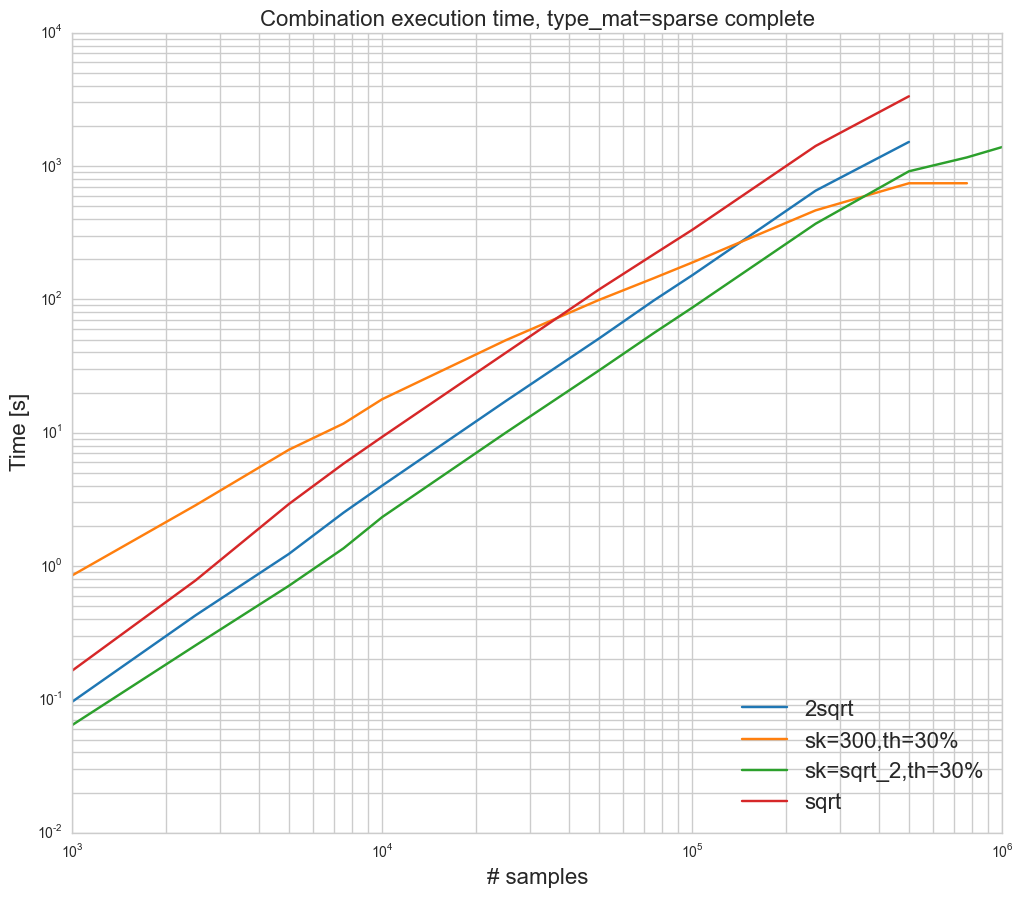 Combination execution time, type_mat=sparse complete
10^4
10^3
10^2
10^1
10^0
10^-1
10^-2
Time [s]
2sqrt
sk=300,th=30%
sk=sqrt_2,th=30%
sqrt
10^3 10^4 10^5 10^6
# samples